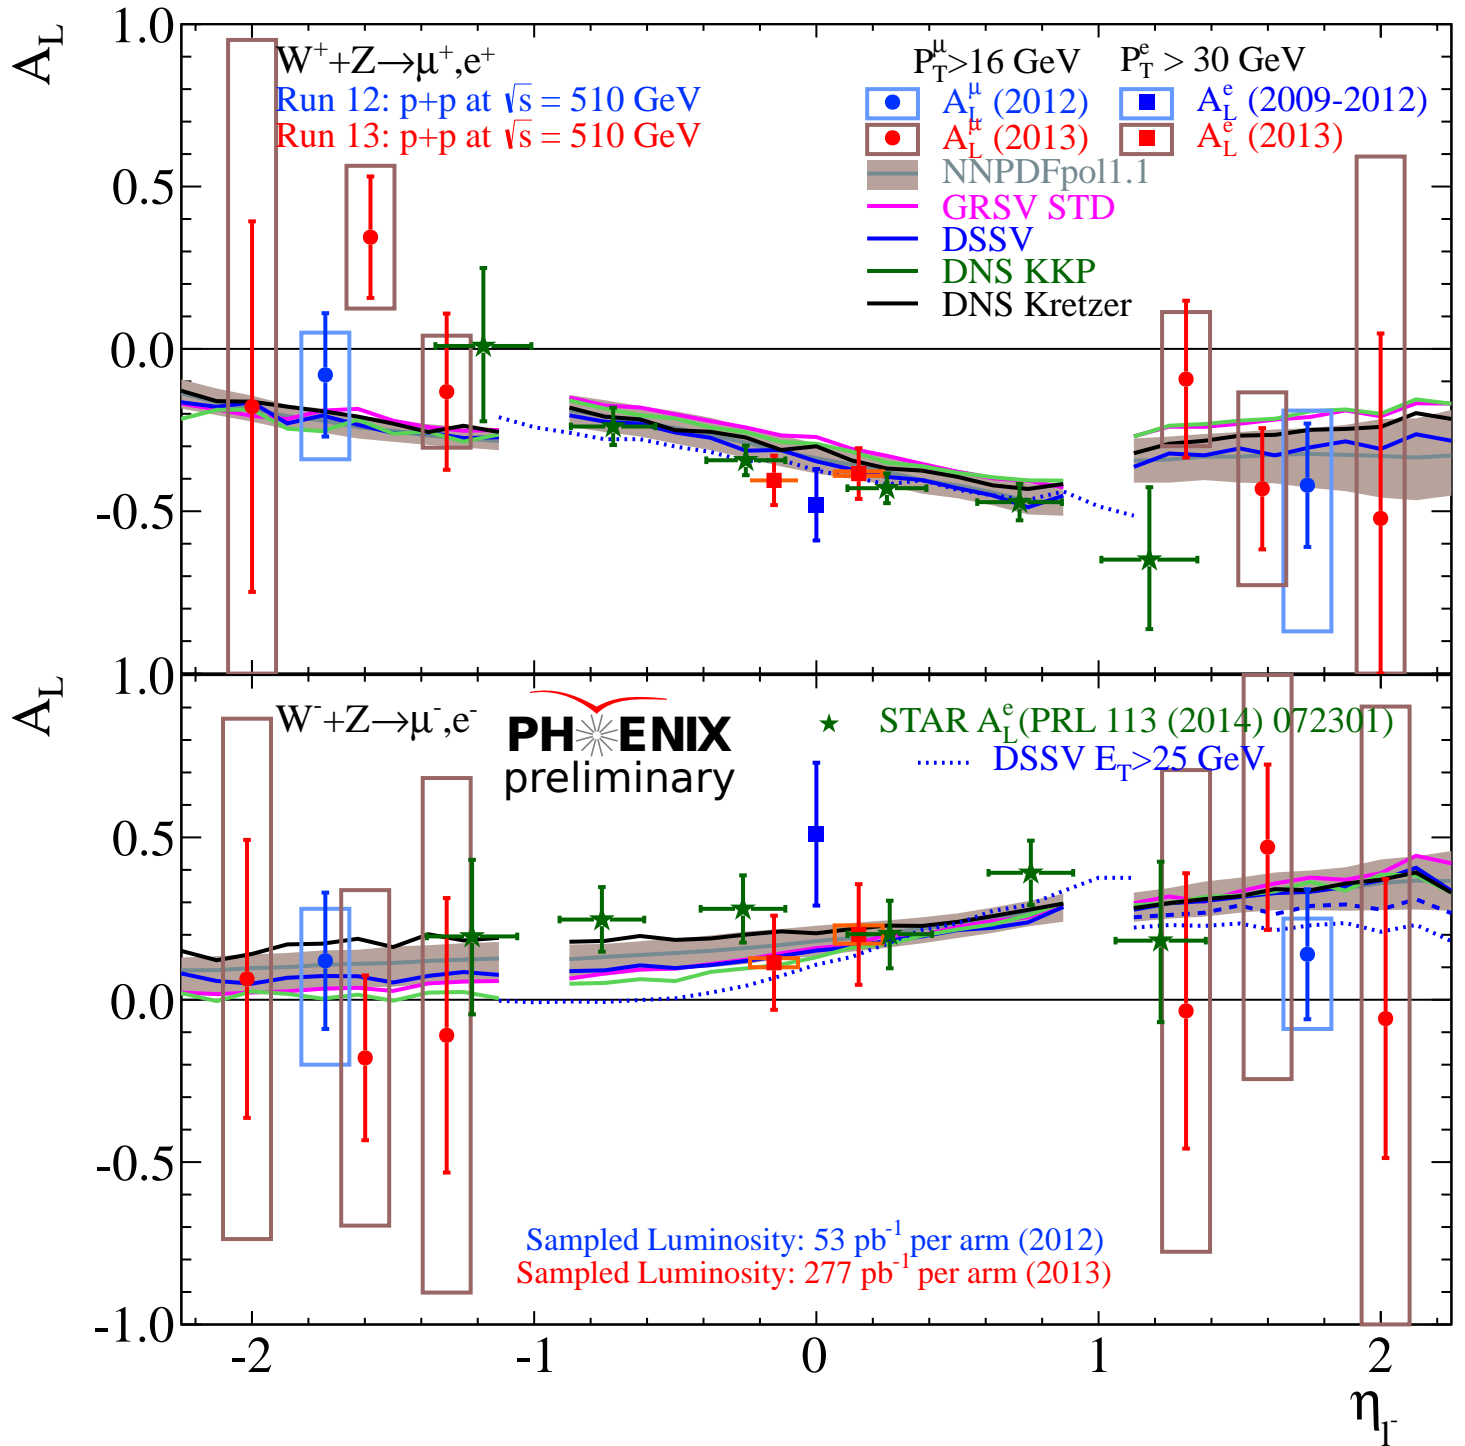 A_L
1.0
W⁺+Z→μ⁺,e⁺
P_T^μ>16 GeV P_T^e > 30 GeV
Run 12: p+p at √s = 510 GeV
A_L^μ (2012) A_L^e (2009-2012)
Run 13: p+p at √s = 510 GeV
A_L^μ (2013) A_L^e (2013)
NNPDFpol1.1
0.5
GRSV STD
DSSV
DNS KKP
DNS Kretzer
0.0
-0.5
A_L
1.0
W⁻+Z→μ⁻,e⁻
PHENIX
preliminary
STAR A_L^e(PRL 113 (2014) 072301)
DSSV E_T>25 GeV
0.5
0.0
-0.5
Sampled Luminosity: 53 pb⁻¹ per arm (2012)
Sampled Luminosity: 277 pb⁻¹ per arm (2013)
-1.0
-2 -1 0 1 2
η_l⁻